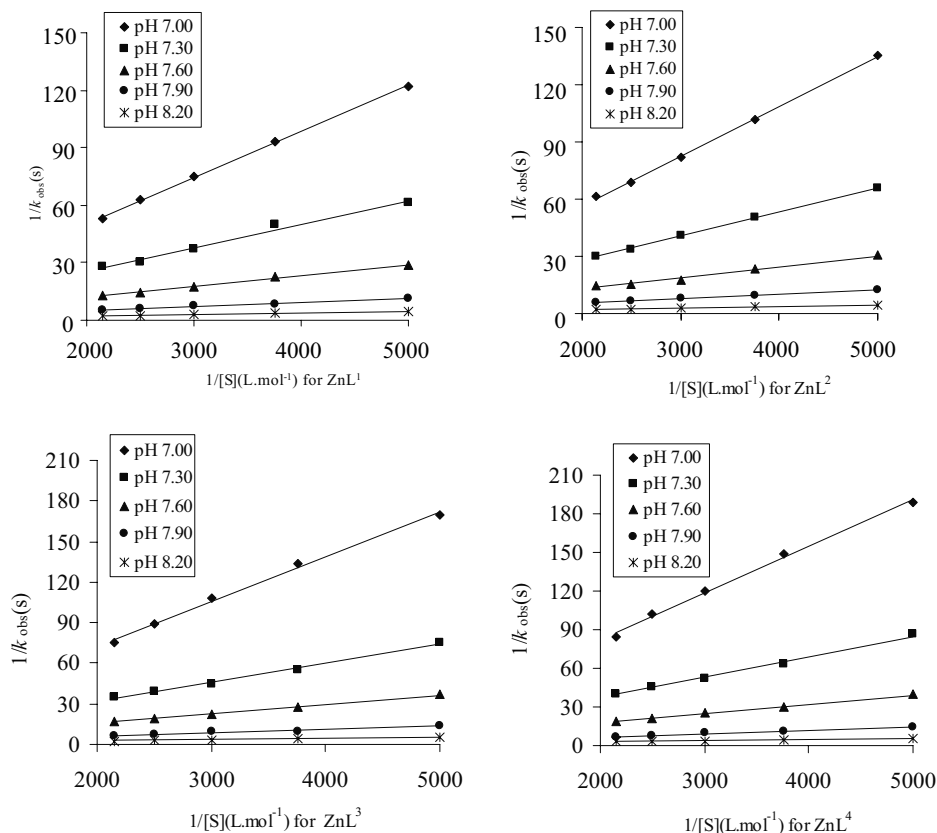 pH 7.00
pH 7.30
pH 7.60
pH 7.90
pH 8.20
150
120
90
60
30
0
1/k obs(s)
2000 3000 4000 5000
1/[S](L.mol⁻¹) for ZnL¹
pH 7.00
pH 7.30
pH 7.60
pH 7.90
pH 8.20
150
120
90
60
30
0
1/k obs(s)
2000 3000 4000 5000
1/[S](L.mol⁻¹) for ZnL²
pH 7.00
pH 7.30
pH 7.60
pH 7.90
pH 8.20
210
180
150
120
90
60
30
0
1/k obs(s)
2000 3000 4000 5000
1/[S](L.mol⁻¹) for ZnL³
pH 7.00
pH 7.30
pH 7.60
pH 7.90
pH 8.20
210
180
150
120
90
60
30
0
1/k obs(s)
2000 3000 4000 5000
1/[S](L.mol⁻¹) for ZnL⁴